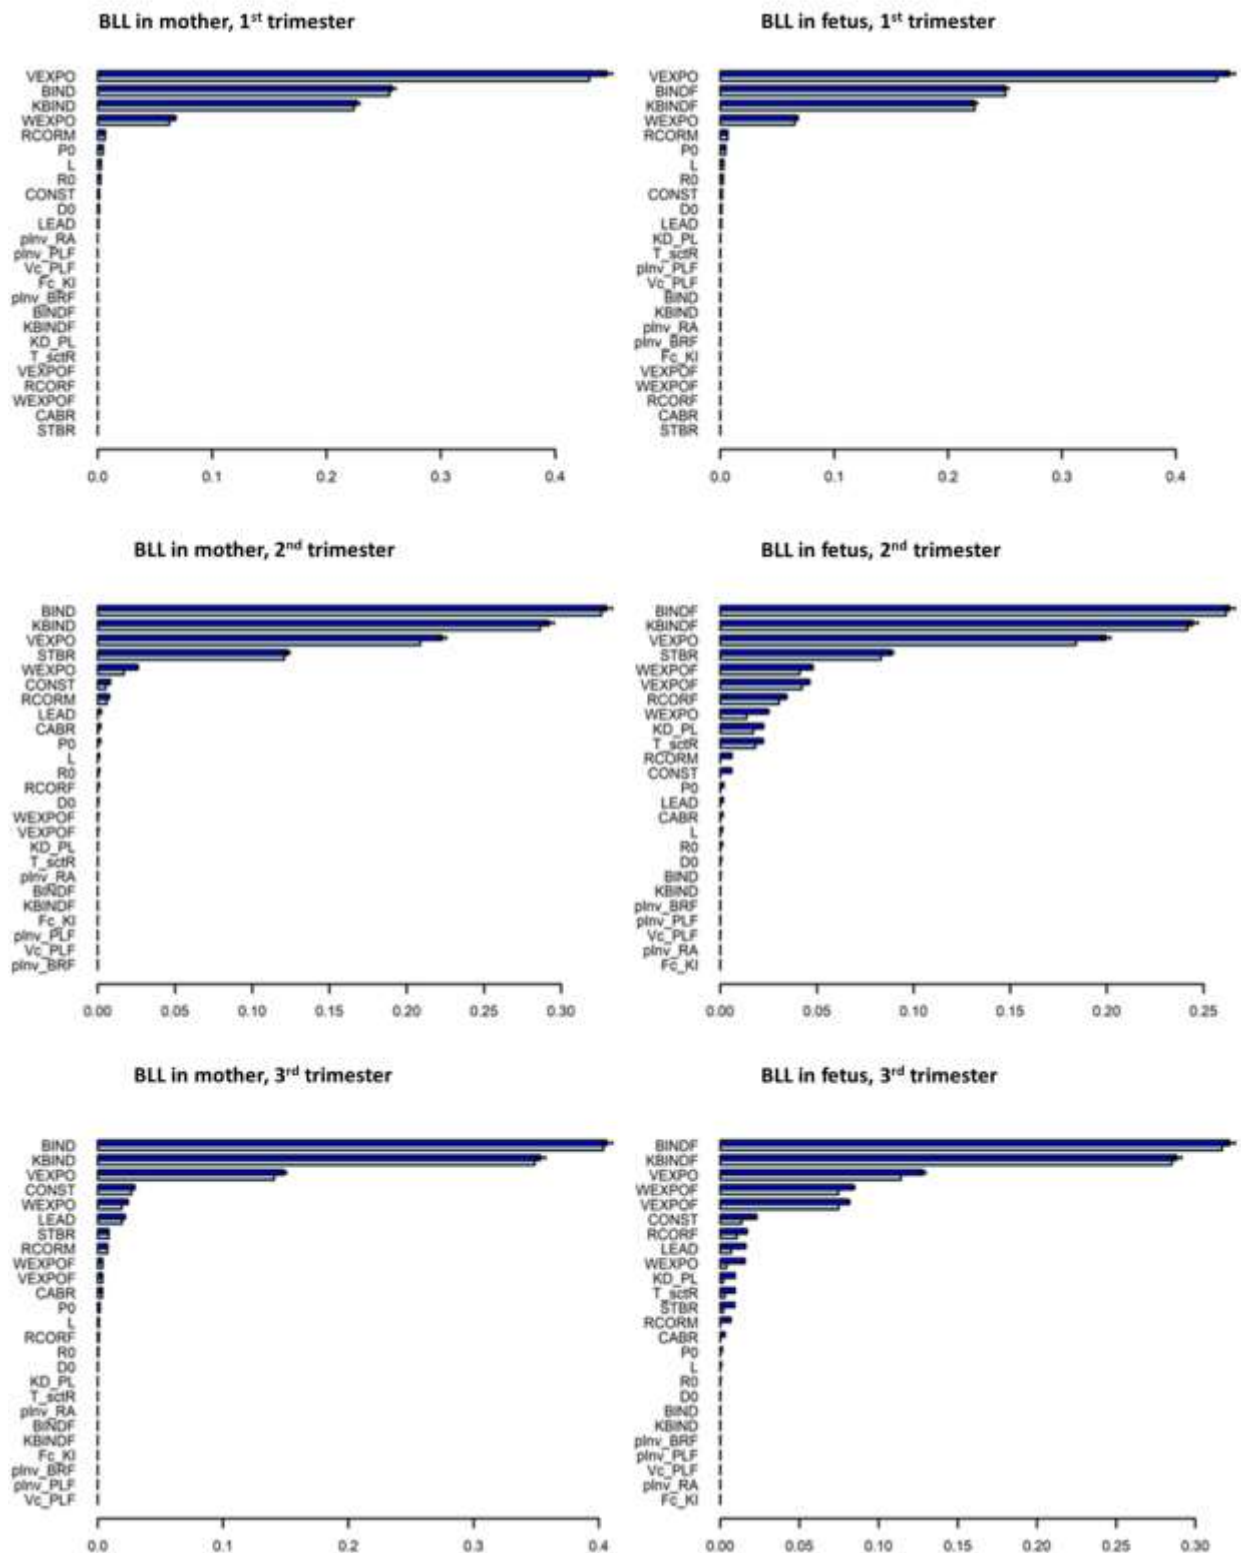 BLL in mother, 1st trimester
VEXPO
BIND
KBIND
WEXPO
RCORM
P0
L
R0
CONST
D0
LEAD
pInv_RA
pInv_PLF
Vc_PLF
Fc_KI
pInv_BRF
BINDF
KBINDF
KD_PL
T_sctR
VEXPOF
RCORF
WEXPOF
CABR
STBR
0.0 0.1 0.2 0.3 0.4
BLL in fetus, 1st trimester
VEXPO
BINDF
KBINDF
WEXPO
RCORM
P0
L
R0
CONST
D0
LEAD
KD_PL
T_sctR
pInv_PLF
Vc_PLF
BIND
KBIND
pInv_RA
pInv_BRF
Fc_KI
VEXPOF
WEXPOF
RCORF
CABR
STBR
0.0 0.1 0.2 0.3 0.4
BLL in mother, 2nd trimester
BIND
KBIND
VEXPO
STBR
WEXPO
CONST
RCORM
LEAD
CABR
P0
L
R0
RCORF
D0
WEXPOF
VEXPOF
KD_PL
T_sctR
pInv_RA
BINDF
KBINDF
Fc_KI
pInv_PLF
Vc_PLF
pInv_BRF
0.00 0.05 0.10 0.15 0.20 0.25 0.30
BLL in fetus, 2nd trimester
BINDF
KBINDF
VEXPO
STBR
WEXPOF
VEXPOF
RCORF
WEXPO
KD_PL
T_sctR
RCORM
CONST
P0
LEAD
CABR
L
R0
D0
BIND
KBIND
pInv_BRF
pInv_PLF
Vc_PLF
pInv_RA
Fc_KI
0.00 0.05 0.10 0.15 0.20 0.25
BLL in mother, 3rd trimester
BIND
KBIND
VEXPO
CONST
WEXPO
LEAD
STBR
RCORM
WEXPOF
VEXPOF
CABR
P0
L
RCORF
R0
D0
KD_PL
T_sctR
pInv_RA
BINDF
KBINDF
Fc_KI
pInv_BRF
pInv_PLF
Vc_PLF
0.0 0.1 0.2 0.3 0.4
BLL in fetus, 3rd trimester
BINDF
KBINDF
VEXPO
WEXPOF
VEXPOF
CONST
RCORF
LEAD
WEXPO
KD_PL
T_sctR
STBR
RCORM
CABR
P0
L
R0
D0
BIND
KBIND
pInv_BRF
pInv_PLF
Vc_PLF
pInv_RA
Fc_KI
0.00 0.05 0.10 0.15 0.20 0.25 0.30